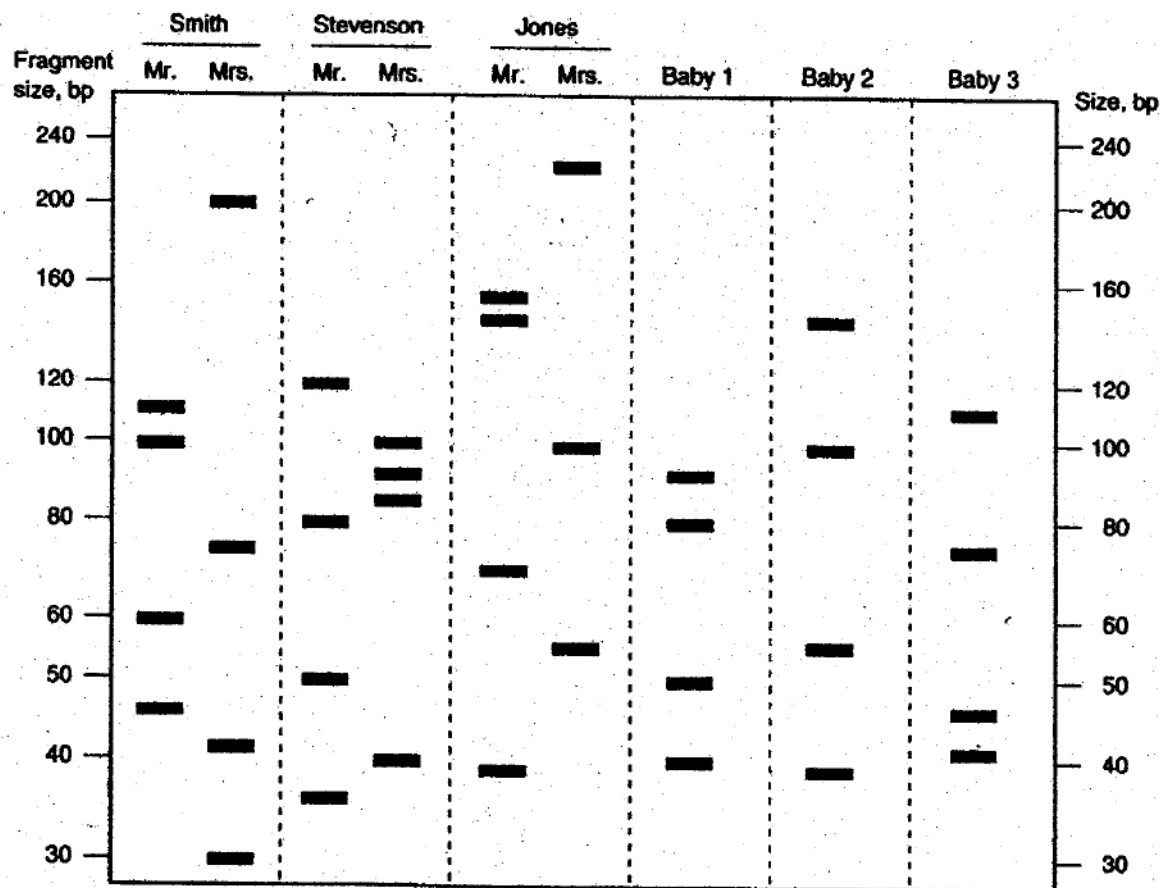 Smith Stevenson Jones
Fragment
size, bp
Mr. Mrs. Mr. Mrs. Mr. Mrs. Baby 1 Baby 2 Baby 3
Size, bp
240 240
200 200
160 160
120 120
100 100
80 80
60 60
50 50
40 40
30 30